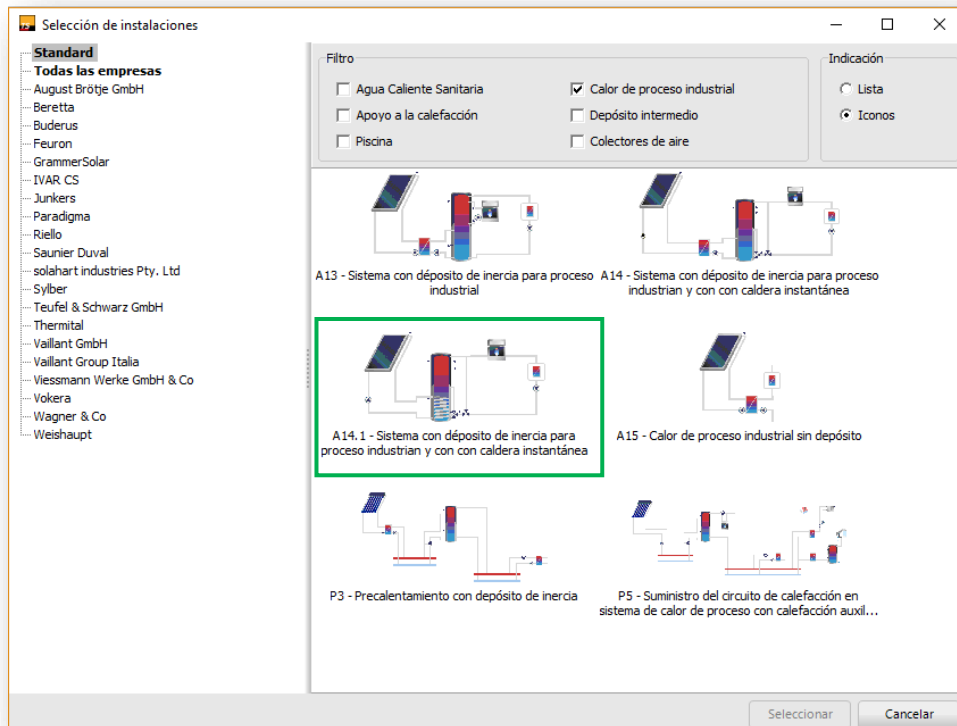 Selección de instalaciones
Standard
Todas las empresas
August Brötje GmbH
Beretta
Buderus
Feuron
GrammerSolar
IVAR CS
Junkers
Paradigma
Riello
Saunier Duval
solahart industries Pty. Ltd
Sylber
Teufel & Schwarz GmbH
Thermital
Vaillant GmbH
Vaillant Group Italia
Viessmann Werke GmbH & Co
Vokera
Wagner & Co
Weishaupt
Filtro
Agua Caliente Sanitaria
Calor de proceso industrial
Apoyo a la calefacción
Depósito intermedio
Piscina
Colectores de aire
Indicación
Lista
Iconos
A13 - Sistema con déposito de inercia para proceso
industrial
A14 - Sistema con déposito de inercia para proceso
industrian y con con caldera instantánea
A14.1 - Sistema con déposito de inercia para
proceso industrian y con con caldera instantánea
A15 - Calor de proceso industrial sin depósito
P3 - Precalentamiento con depósito de inercia
P5 - Suministro del circuito de calefacción en
sistema de calor de proceso con calefacción auxil...
Seleccionar
Cancelar